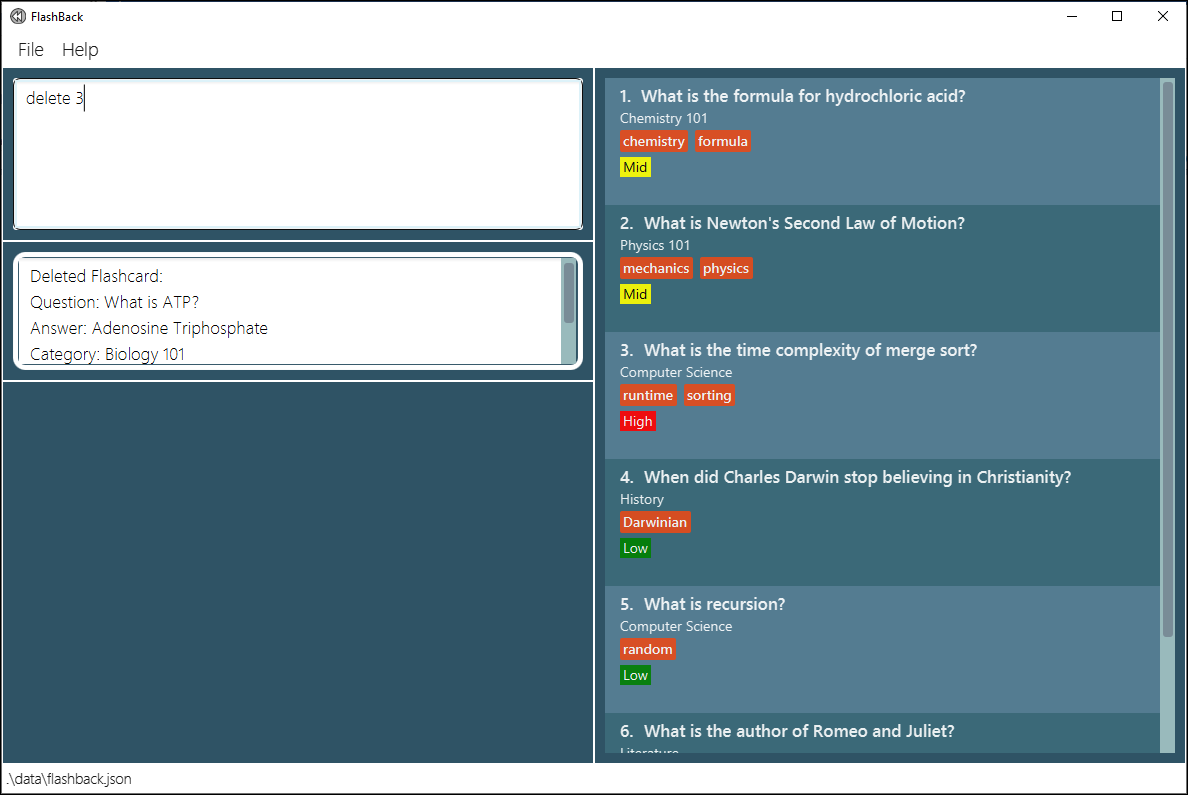 FlashBack
File Help
delete 3
Deleted Flashcard:
Question: What is ATP?
Answer: Adenosine Triphosphate
Category: Biology 101
1. What is the formula for hydrochloric acid?
Chemistry 101
chemistry formula
Mid
2. What is Newton's Second Law of Motion?
Physics 101
mechanics physics
Mid
3. What is the time complexity of merge sort?
Computer Science
runtime sorting
High
4. When did Charles Darwin stop believing in Christianity?
History
Darwinian
Low
5. What is recursion?
Computer Science
random
Low
6. What is the author of Romeo and Juliet?
Literature
.\data\flashback.json